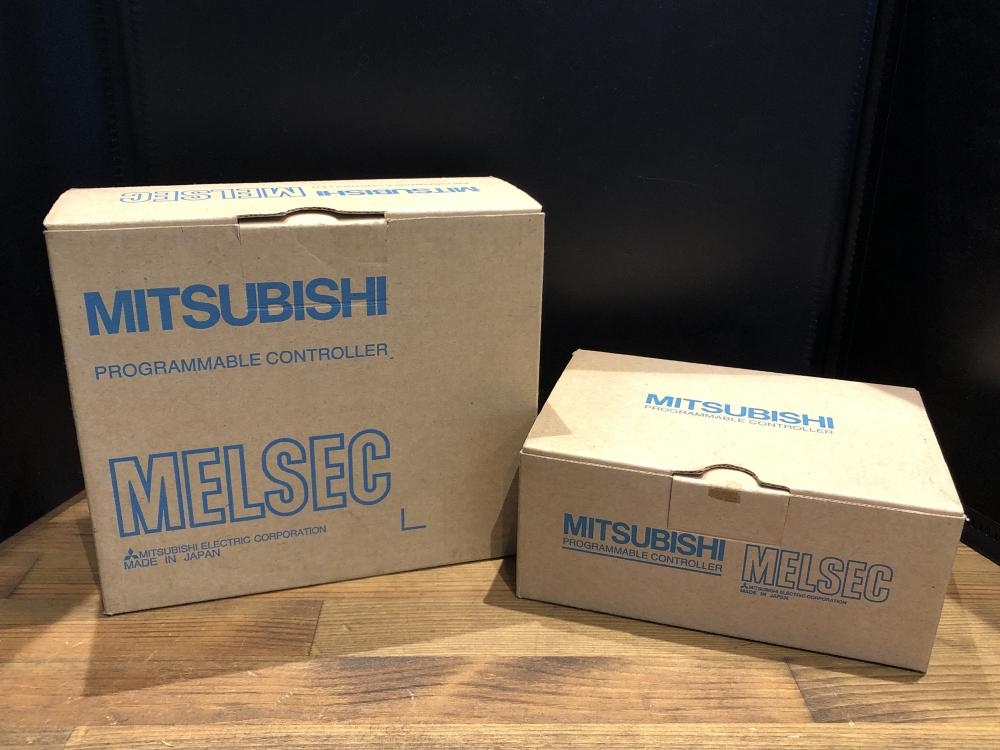 MITSUBISHI
MELSEC
MITSUBISHI
PROGRAMMABLE CONTROLLER
MELSEC
MITSUBISHI ELECTRIC CORPORATION
MADE IN JAPAN
MITSUBISHI
PROGRAMMABLE CONTROLLER
MITSUBISHI
PROGRAMMABLE CONTROLLER
MELSEC
MITSUBISHI ELECTRIC CORPORATION
MADE IN JAPAN